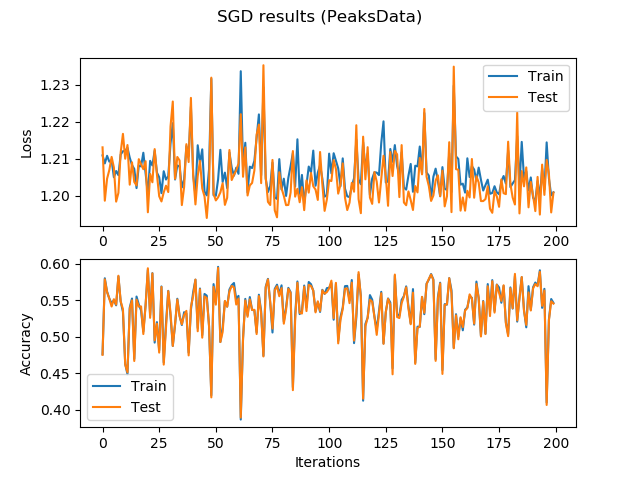 SGD results (PeaksData)
Loss
1.23
1.22
1.21
1.20
Train
Test
0 25 50 75 100 125 150 175 200
Accuracy
0.60
0.55
0.50
0.45
0.40
Train
Test
0 25 50 75 100 125 150 175 200
Iterations